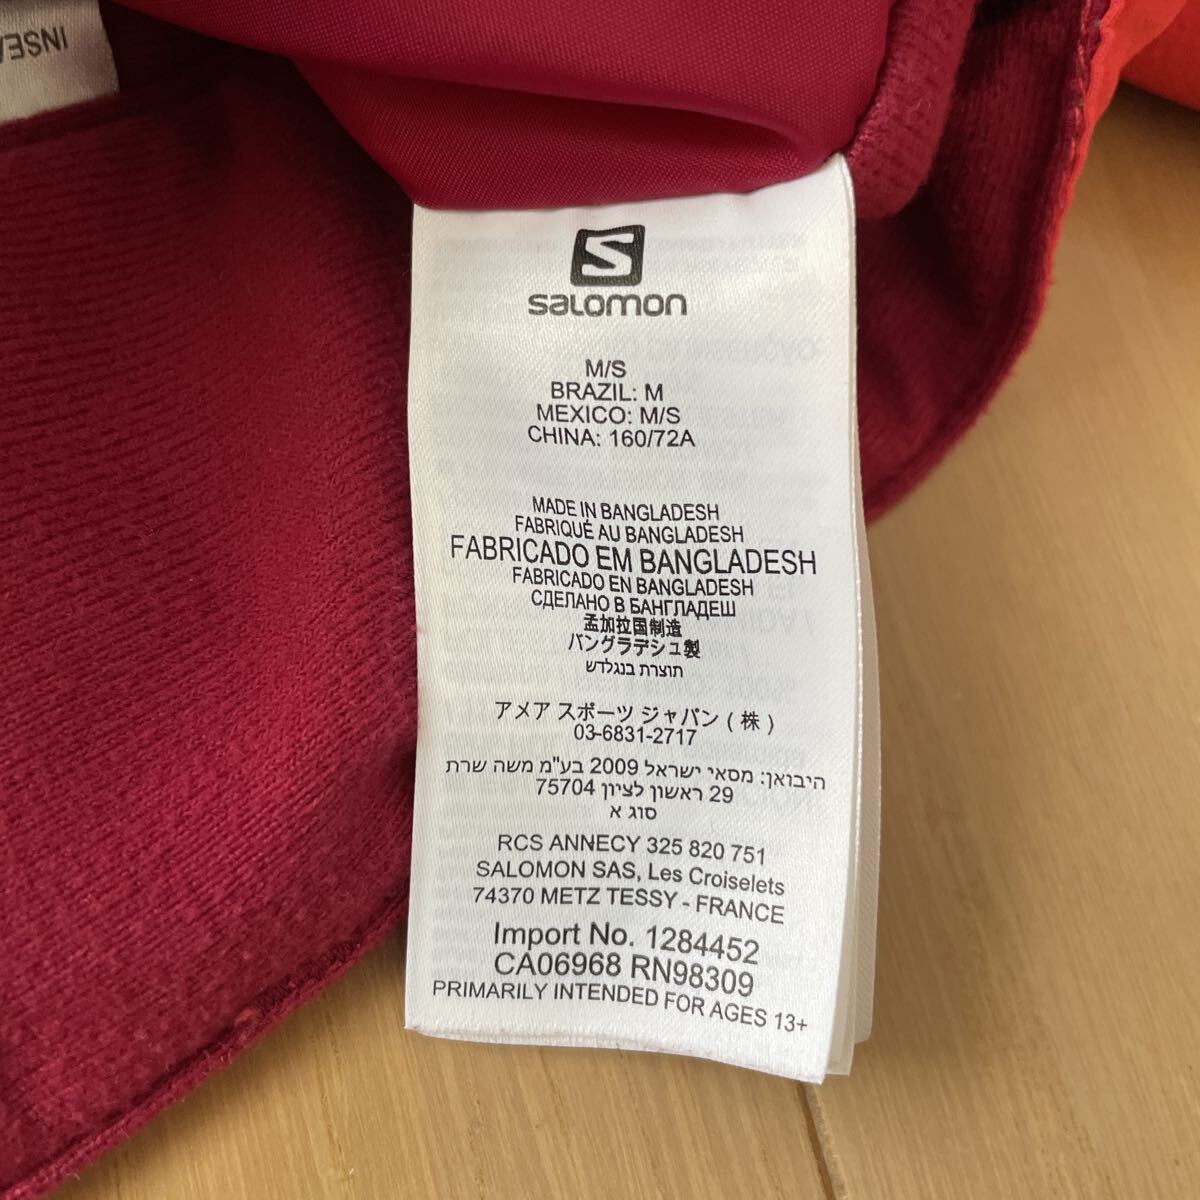 INSEA
S
SALOMON
M/S
BRAZIL: M
MEXICO: M/S
CHINA: 160/72A
MADE IN BANGLADESH
FABRIQUÉ AU BANGLADESH
FABRICADO EM BANGLADESH
FABRICADO EN BANGLADESH
СДЕЛАНО В БАНГЛАДЕШ
孟加拉国制造
バングラデシュ製
תוצרת בנגלדש
アメア スポーツ ジャパン (株)
03-6831-2717
היבואן: מסאי ישראל 2009 בע"מ משה שרת
29 ראשון לציון 75704
סוג א
RCS ANNECY 325 820 751
SALOMON SAS, Les Croiselets
74370 METZ TESSY - FRANCE
Import No. 1284452
CA06968 RN98309
PRIMARILY INTENDED FOR AGES 13+